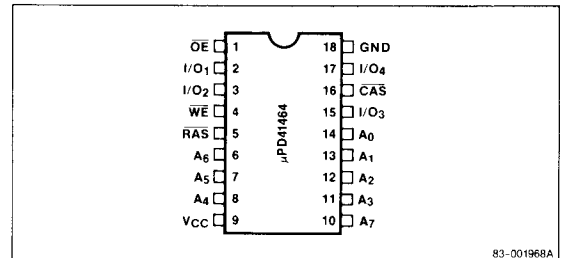 OE 1 18 GND
I/O1 2 17 I/O4
I/O2 3 16 CAS
WE 4 15 I/O3
RAS 5 14 A0
A6 6 13 A1
A5 7 12 A2
A4 8 11 A3
VCC 9 10 A7
μPD41464
83-001968A